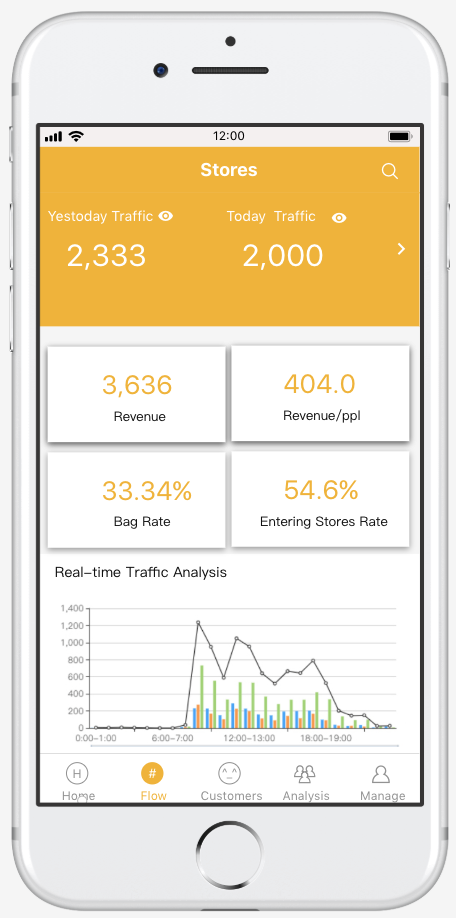 12:00
Stores
Yestoday Traffic Today Traffic
2,333 2,000
3,636 404.0
Revenue Revenue/ppl
33.34% 54.6%
Bag Rate Entering Stores Rate
Real-time Traffic Analysis
1,400
1,200
1,000
800
600
400
200
0
0:00-1:00 6:00-7:00 12:00-13:00 18:00-19:00
H # ^_^
Home Flow Customers Analysis Manage